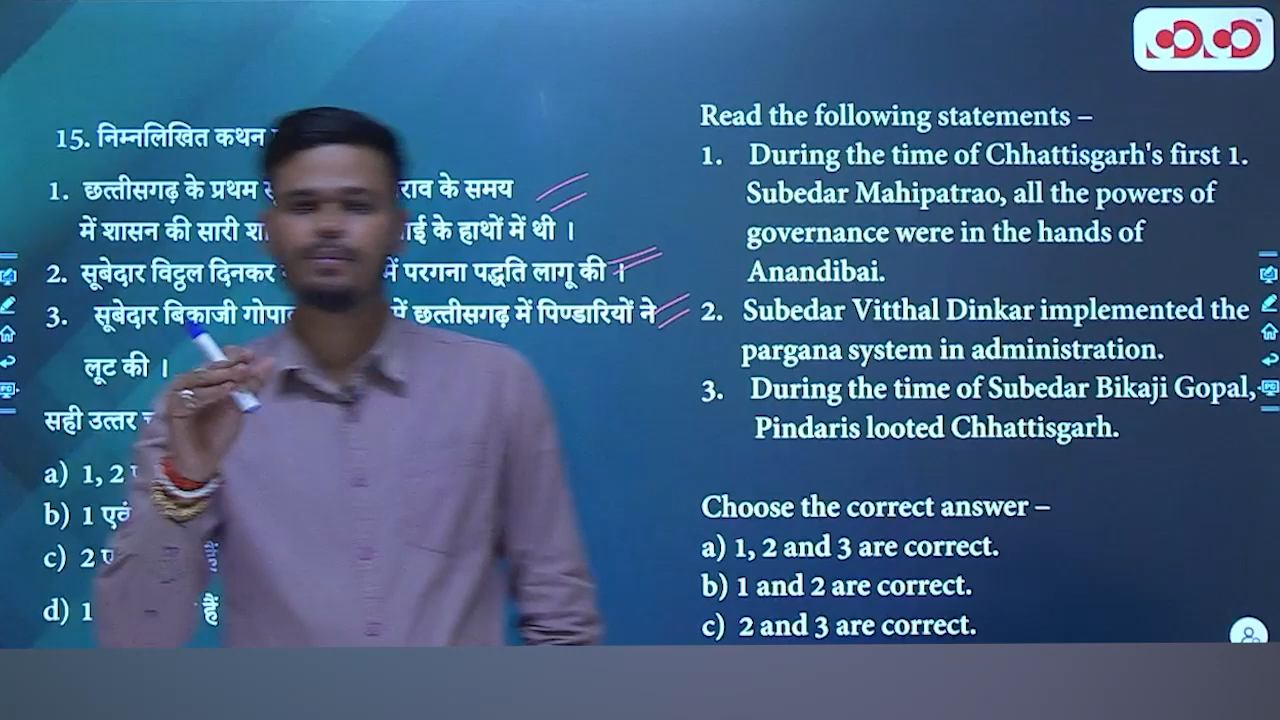 15. निम्नलिखित कथन
1. छत्तीसगढ़ के प्रथम राव के समय
में शासन की सारी के हाथों में थी ।
2. सूबेदार विट्ठल दिनकर में परगना पद्धति लागू की ।
3. सूबेदार बिकाजी में छत्तीसगढ़ में पिण्डारियों ने
लूट की ।
सही उत्तर
a) 1, 2
b) 1 एवं
c) 2
d) 1 हैं
Read the following statements –
1. During the time of Chhattisgarh's first 1.
Subedar Mahipatrao, all the powers of
governance were in the hands of
Anandibai.
2. Subedar Vitthal Dinkar implemented the
pargana system in administration.
3. During the time of Subedar Bikaji Gopal,
Pindaris looted Chhattisgarh.
Choose the correct answer –
a) 1, 2 and 3 are correct.
b) 1 and 2 are correct.
c) 2 and 3 are correct.